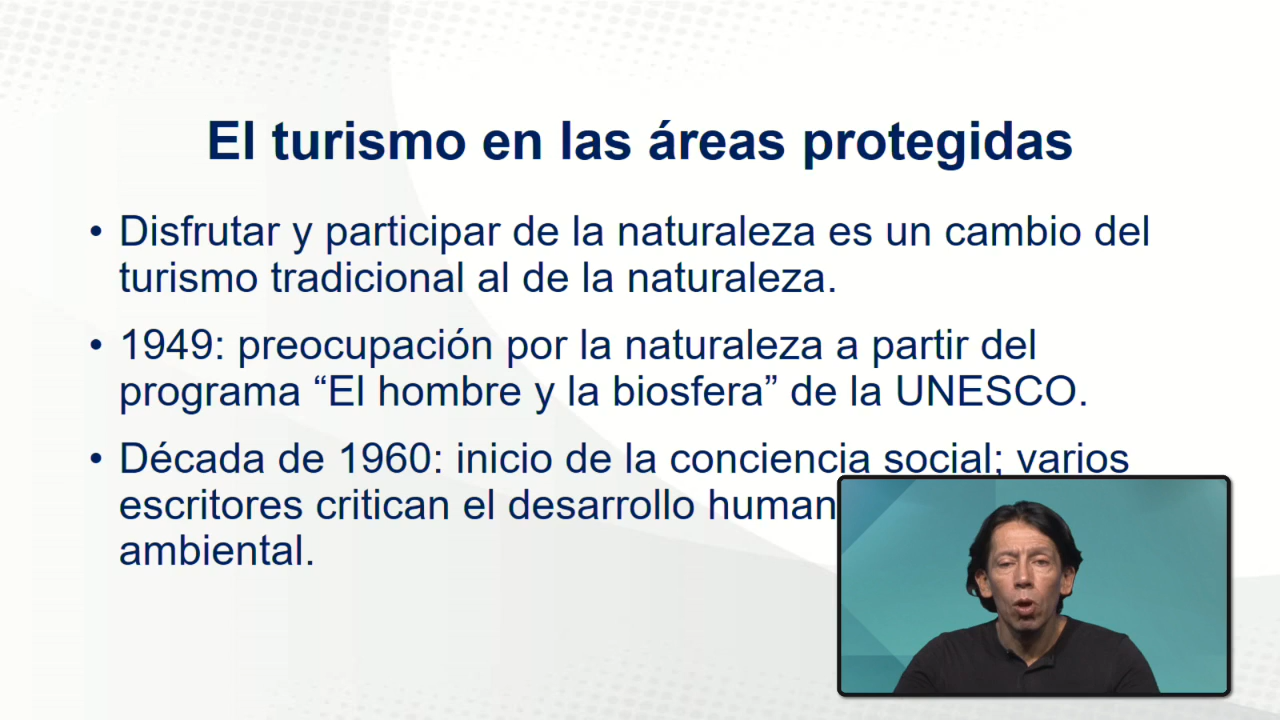 El turismo en las áreas protegidas
• Disfrutar y participar de la naturaleza es un cambio del
turismo tradicional al de la naturaleza.
• 1949: preocupación por la naturaleza a partir del
programa “El hombre y la biosfera” de la UNESCO.
• Década de 1960: inicio de la conciencia social; varios
escritores critican el desarrollo
ambiental.